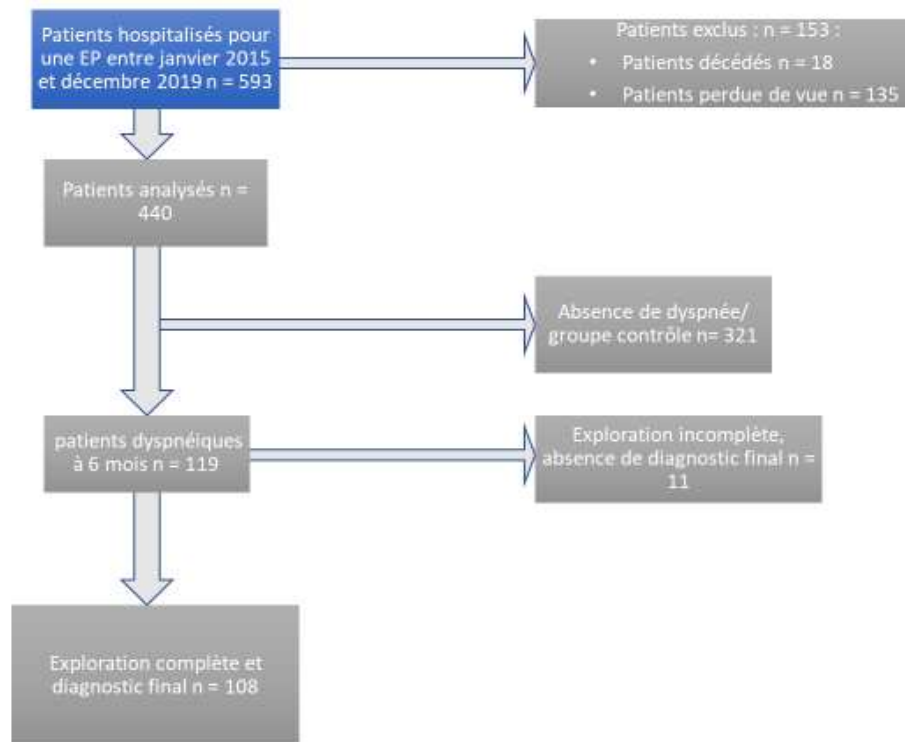 Patients hospitalisés pour
une EP entre janvier 2015
et décembre 2019 n = 593
Patients exclus : n = 153 :
• Patients décédés n = 18
• Patients perdue de vue n = 135
Patients analysés n =
440
Absence de dyspnée/
groupe contrôle n= 321
patients dyspnéiques
à 6 mois n = 119
Exploration incomplète,
absence de diagnostic final n =
11
Exploration complète et
diagnostic final n = 108